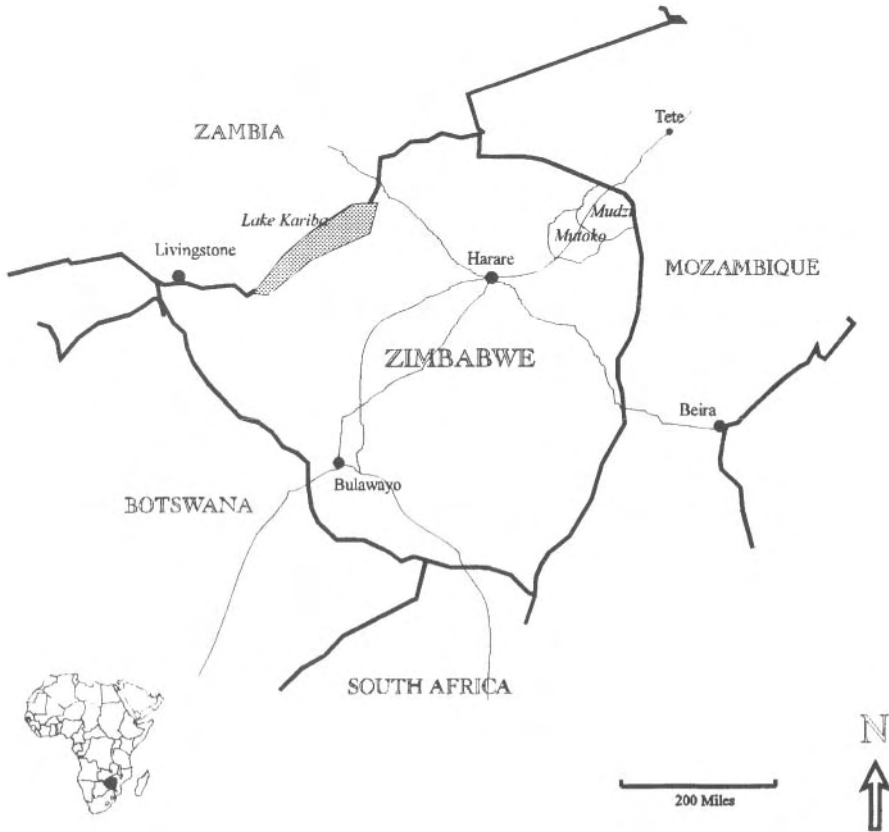 Tete
ZAMBIA
Mudzi
Lake Kariba
Mutoko
Livingstone
Harare
MOZAMBIQUE
ZIMBABWE
Beira
Bulawayo
BOTSWANA
SOUTH AFRICA
N
200 Miles